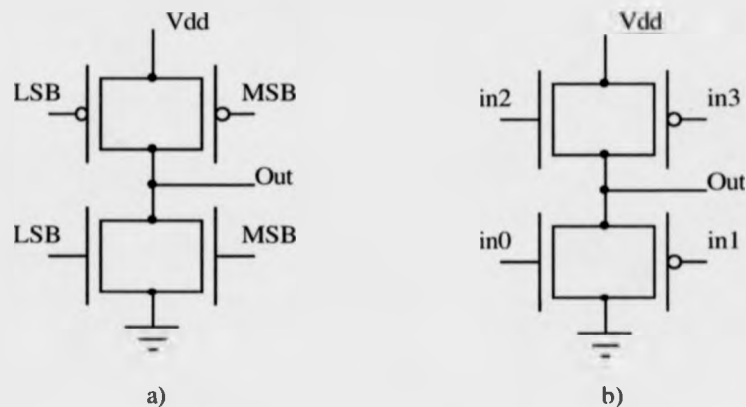 Vdd
LSB
MSB
Out
LSB
MSB
a)
Vdd
in2
in3
Out
in0
in1
b)